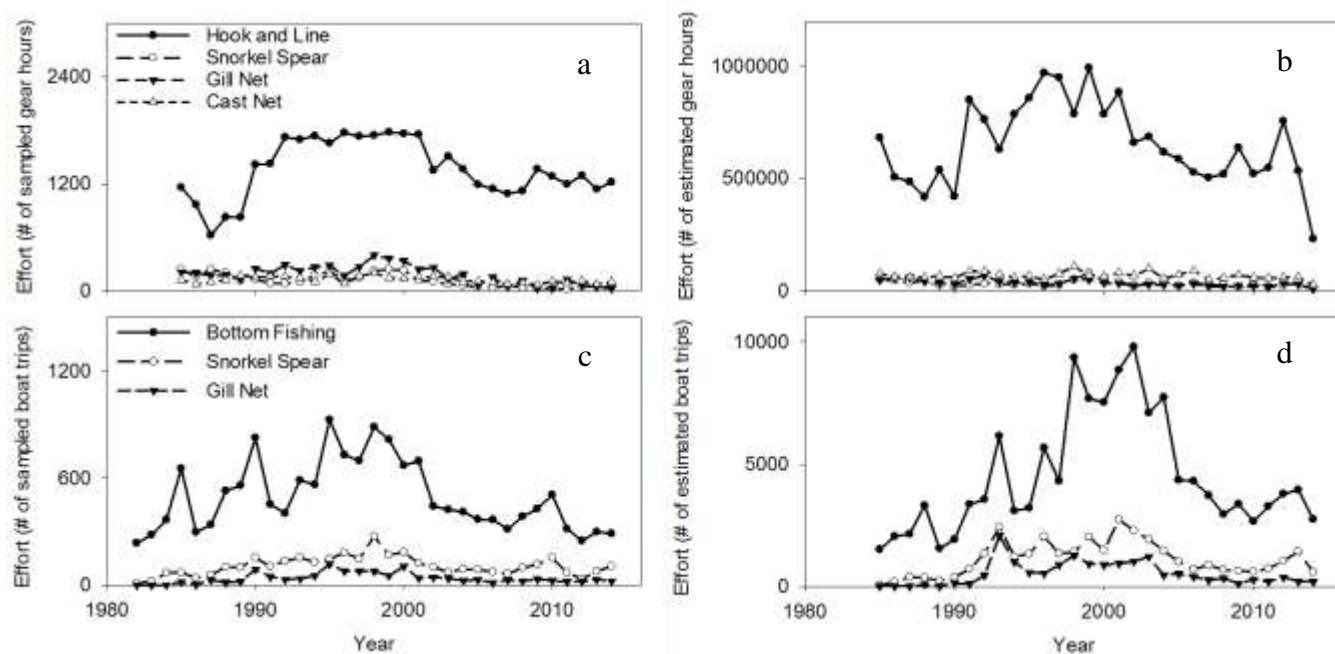 Effort (# of sampled gear hours)
2400
1200
0
Hook and Line
Snorkel Spear
Gill Net
Cast Net
a
Effort (# of estimated gear hours)
1000000
500000
0
b
Effort (# of sampled boat trips)
1200
600
0
Bottom Fishing
Snorkel Spear
Gill Net
c
1980
1990
2000
2010
Year
Effort (# of estimated boat trips)
10000
5000
0
d
1980
1990
2000
2010
Year